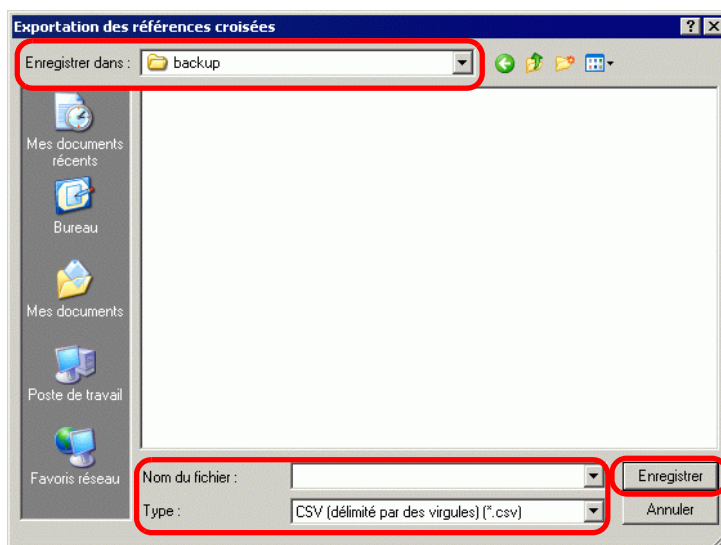 Exportation des références croisées
Enregistrer dans :
backup
Mes documents
récents
Bureau
Mes documents
Poste de travail
Favoris réseau
Nom du fichier :
Enregistrer
Type :
CSV (délimité par des virgules) (*.csv)
Annuler